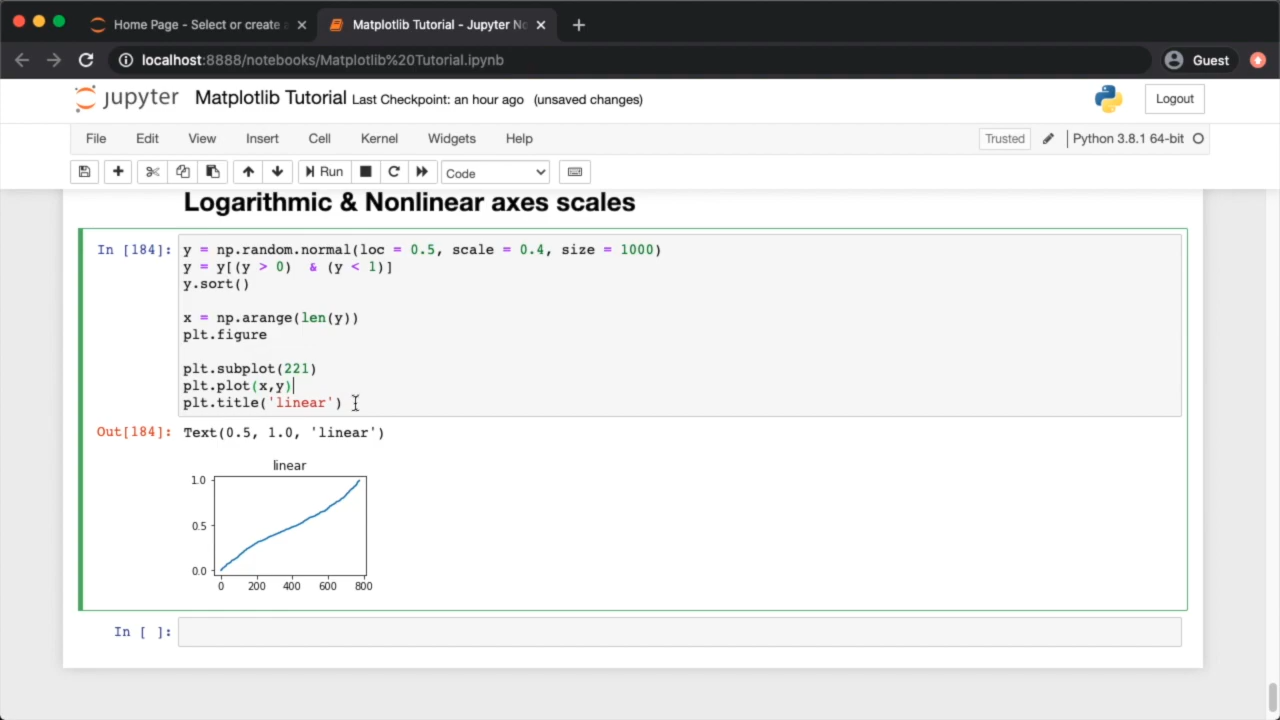 Home Page - Select or create a
Matplotlib Tutorial - Jupyter No
localhost:8888/notebooks/Matplotlib%20Tutorial.ipynb
Guest
jupyter Matplotlib Tutorial Last Checkpoint: an hour ago (unsaved changes)
Logout
File Edit View Insert Cell Kernel Widgets Help
Trusted Python 3.8.1 64-bit
Run Code
Logarithmic & Nonlinear axes scales
In [184]: y = np.random.normal(loc = 0.5, scale = 0.4, size = 1000)
y = y[(y > 0)  & (y < 1)]
y.sort()
x = np.arange(len(y))
plt.figure
plt.subplot(221)
plt.plot(x,y)
plt.title('linear')
Out[184]: Text(0.5, 1.0, 'linear')
linear
1.0
0.5
0.0
0 200 400 600 800
In [ ]: